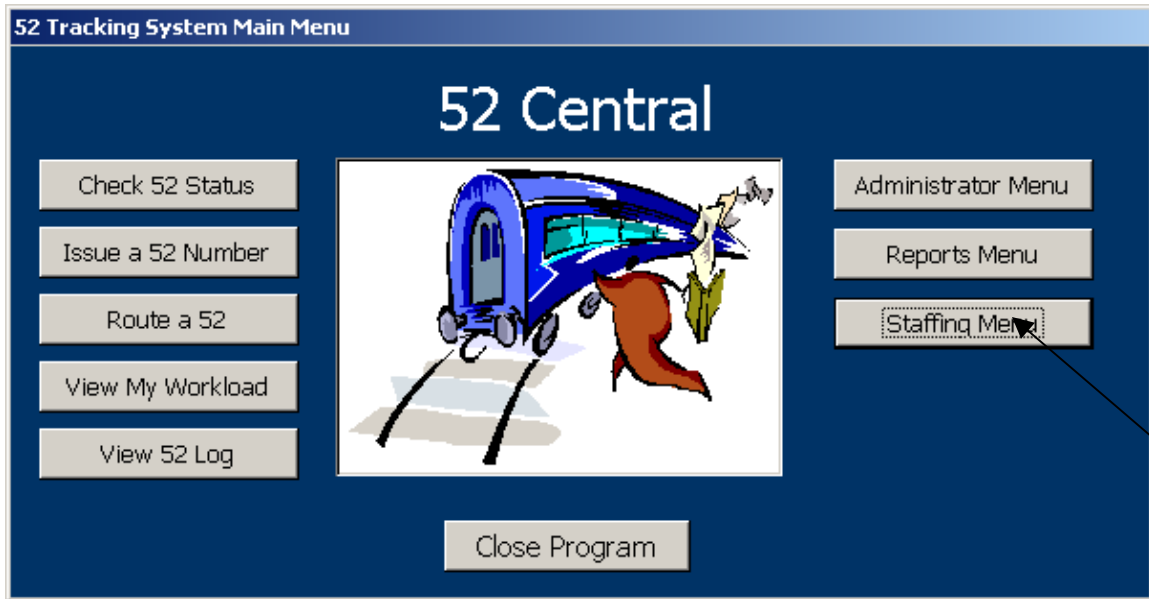 52 Tracking System Main Menu
52 Central
Check 52 Status
Issue a 52 Number
Route a 52
View My Workload
View 52 Log
Administrator Menu
Reports Menu
Staffing Menu
Close Program